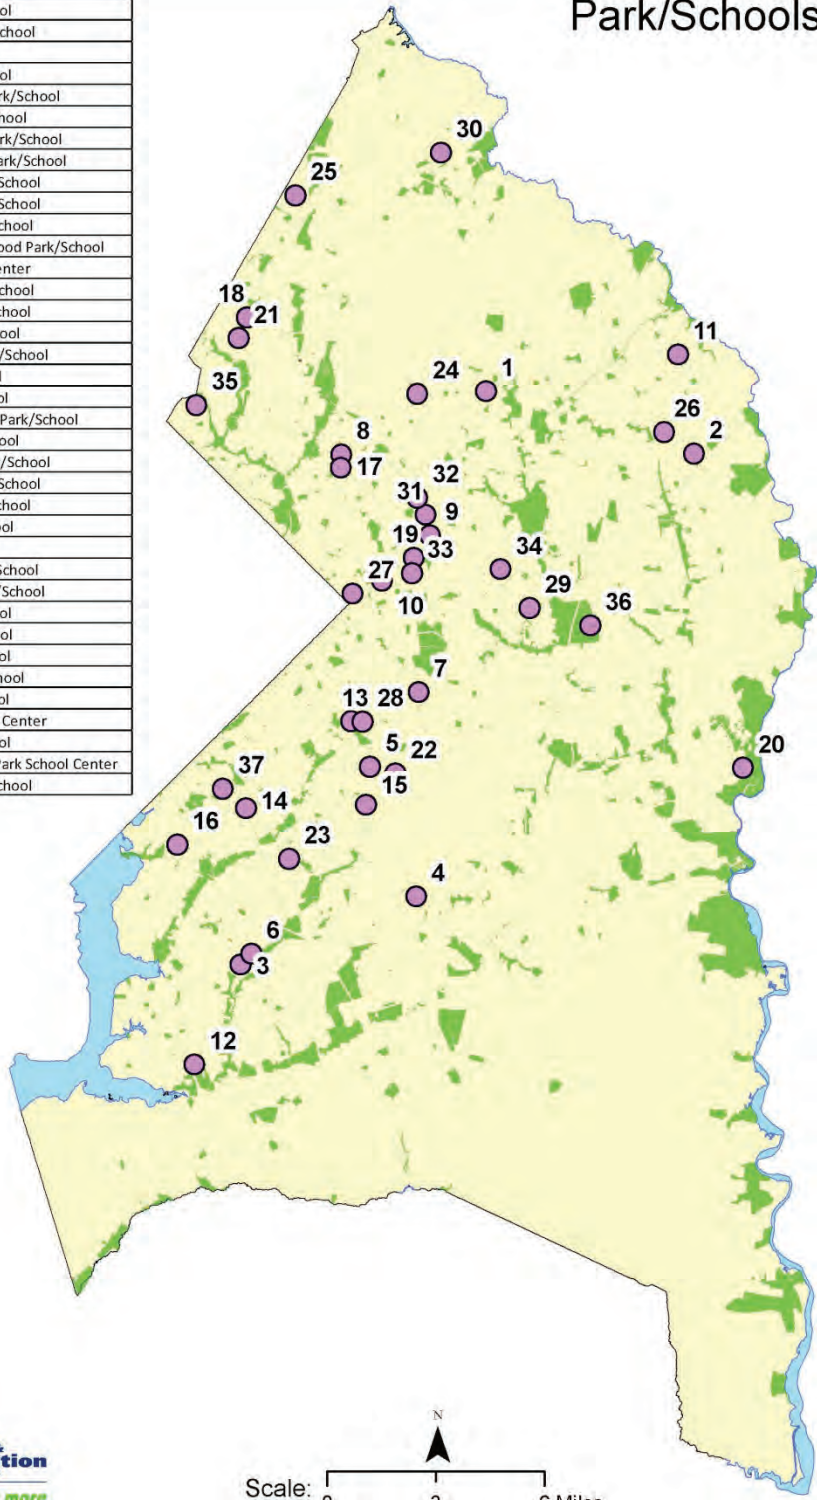 Park/Schools
ool
School
ol
rk/School
hool
rk/School
ark/School
School
School
chool
ood Park/School
enter
chool
chool
ool
/School
l
ol
Park/School
ool
/School
School
chool
ol
School
/School
ol
ol
ol
hool
ol
Center
ol
Park School Center
chool
30
25
18
21
11
35
24
1
26
2
8
17
32
31
9
19
33
34
27
29
10
36
7
13
28
5
22
20
37
15
14
16
23
4
6
3
12
N
tion
more
Scale:
0 3 6 Miles